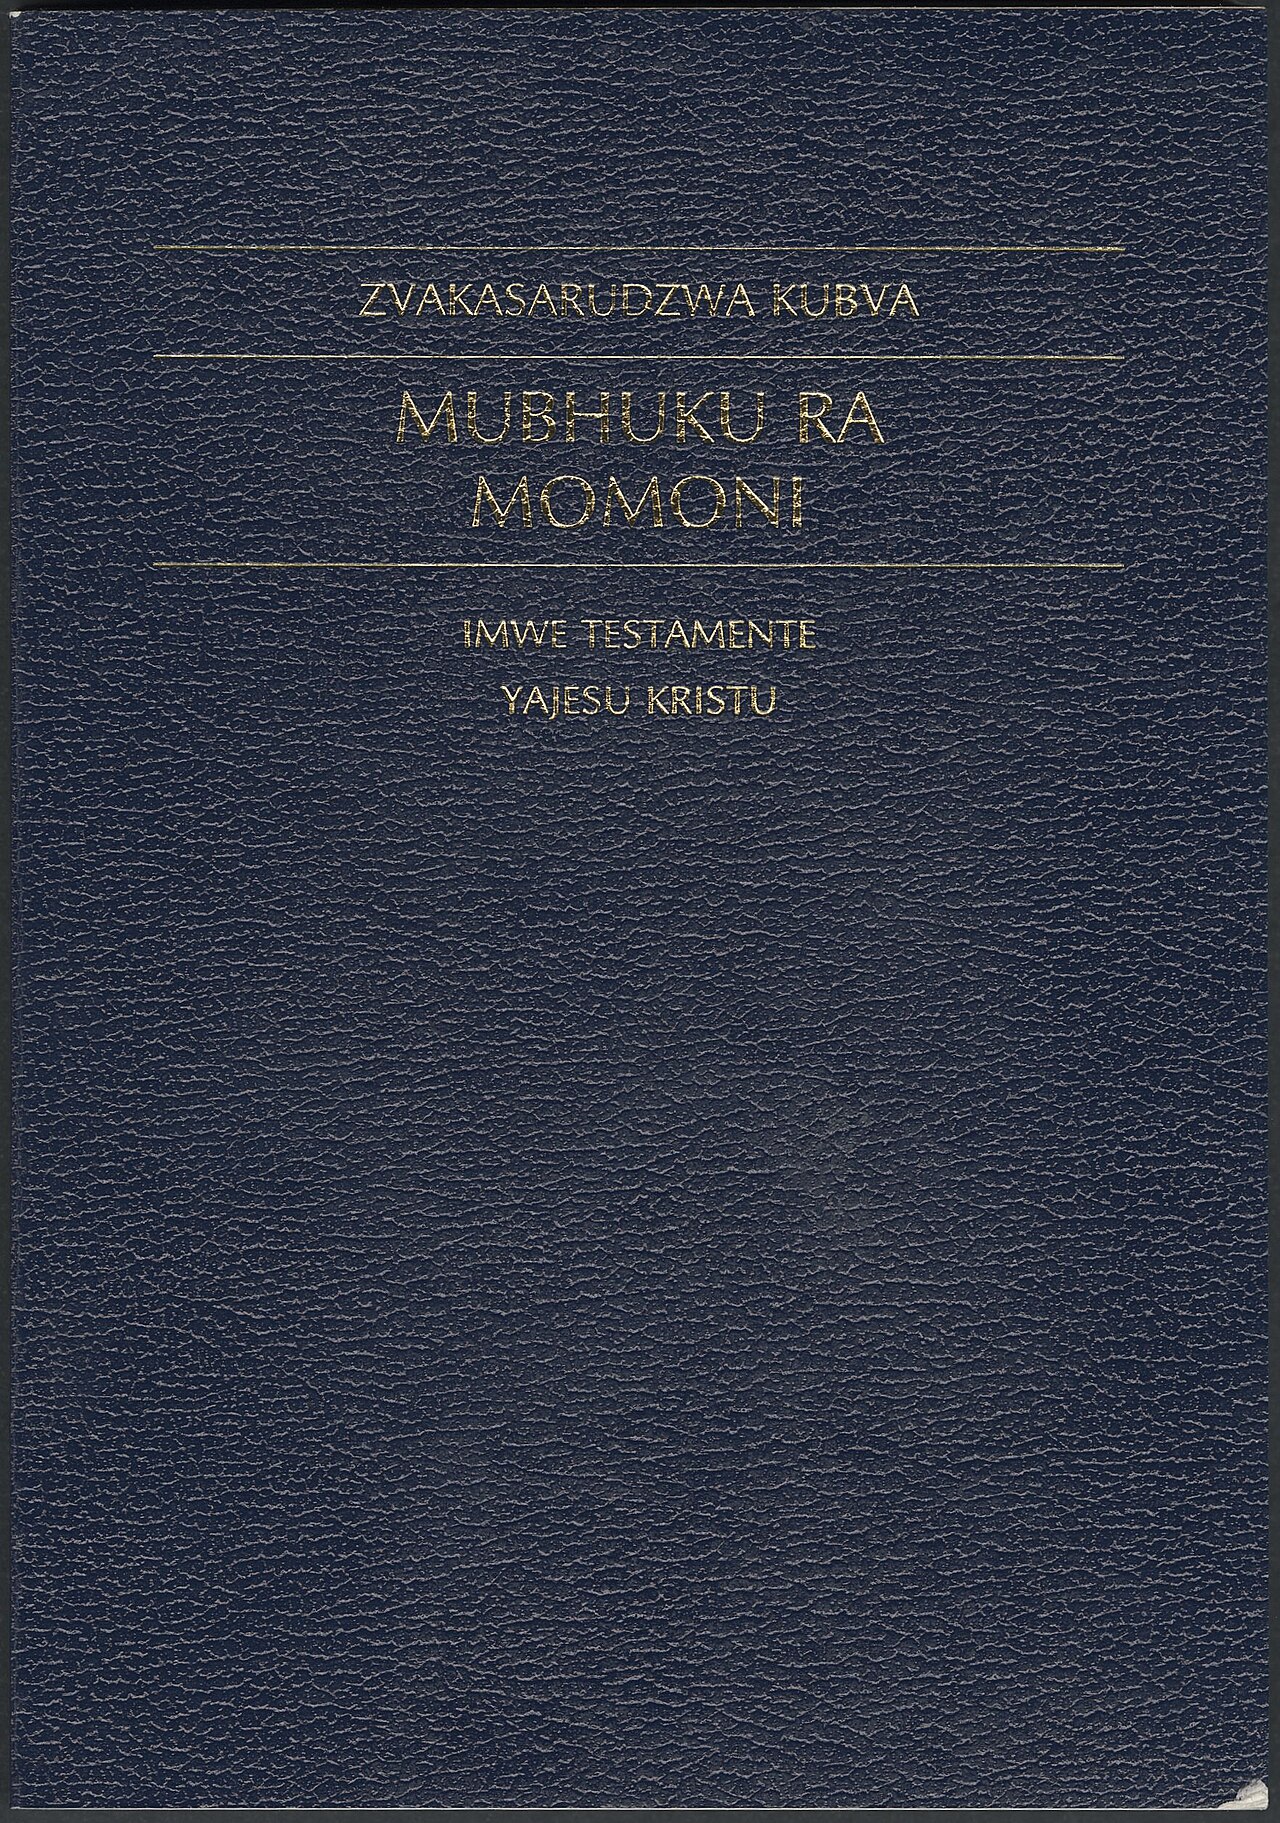 ZVAKASARUDZWA KUBVA
MUBHUKU RA
MOMONI
IMWE TESTAMENTE
YAJESU KRISTU